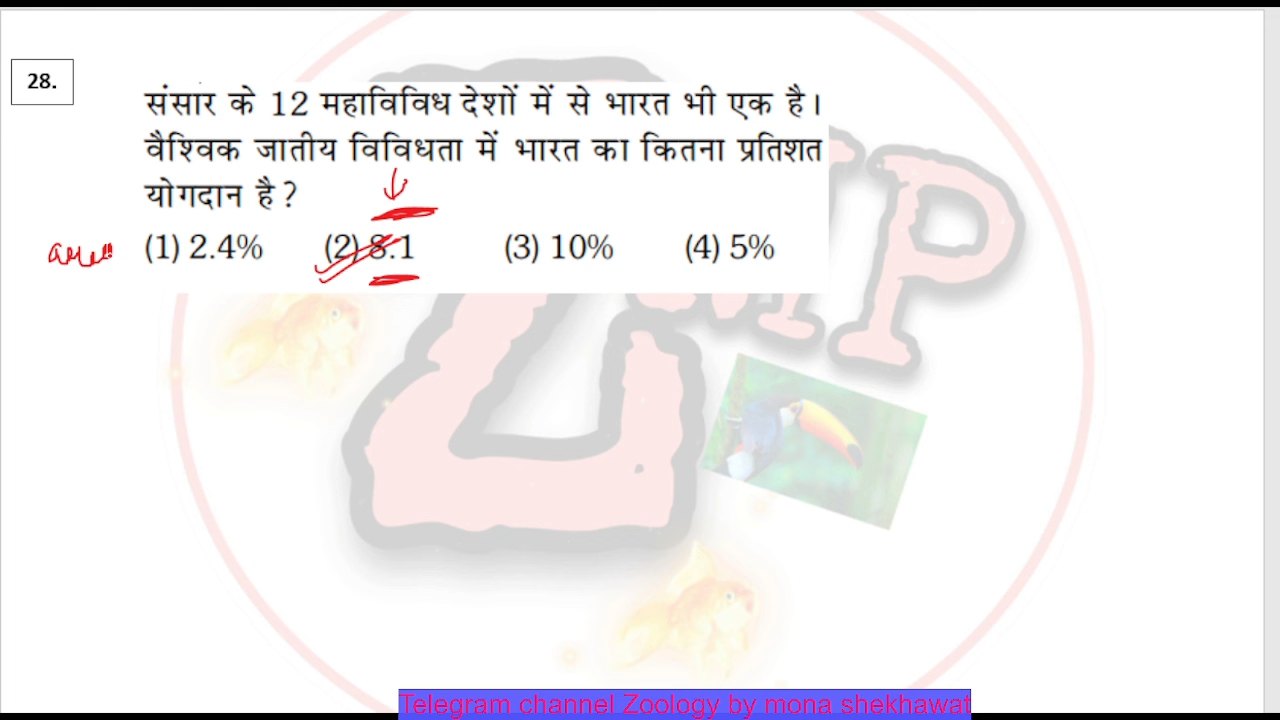 28.
संसार के 12 महाविविध देशों में से भारत भी एक है।
वैश्विक जातीय विविधता में भारत का कितना प्रतिशत
योगदान है?
(1) 2.4% (2) 8.1 (3) 10% (4) 5%
Telegram channel Zoology by mona shekhawat